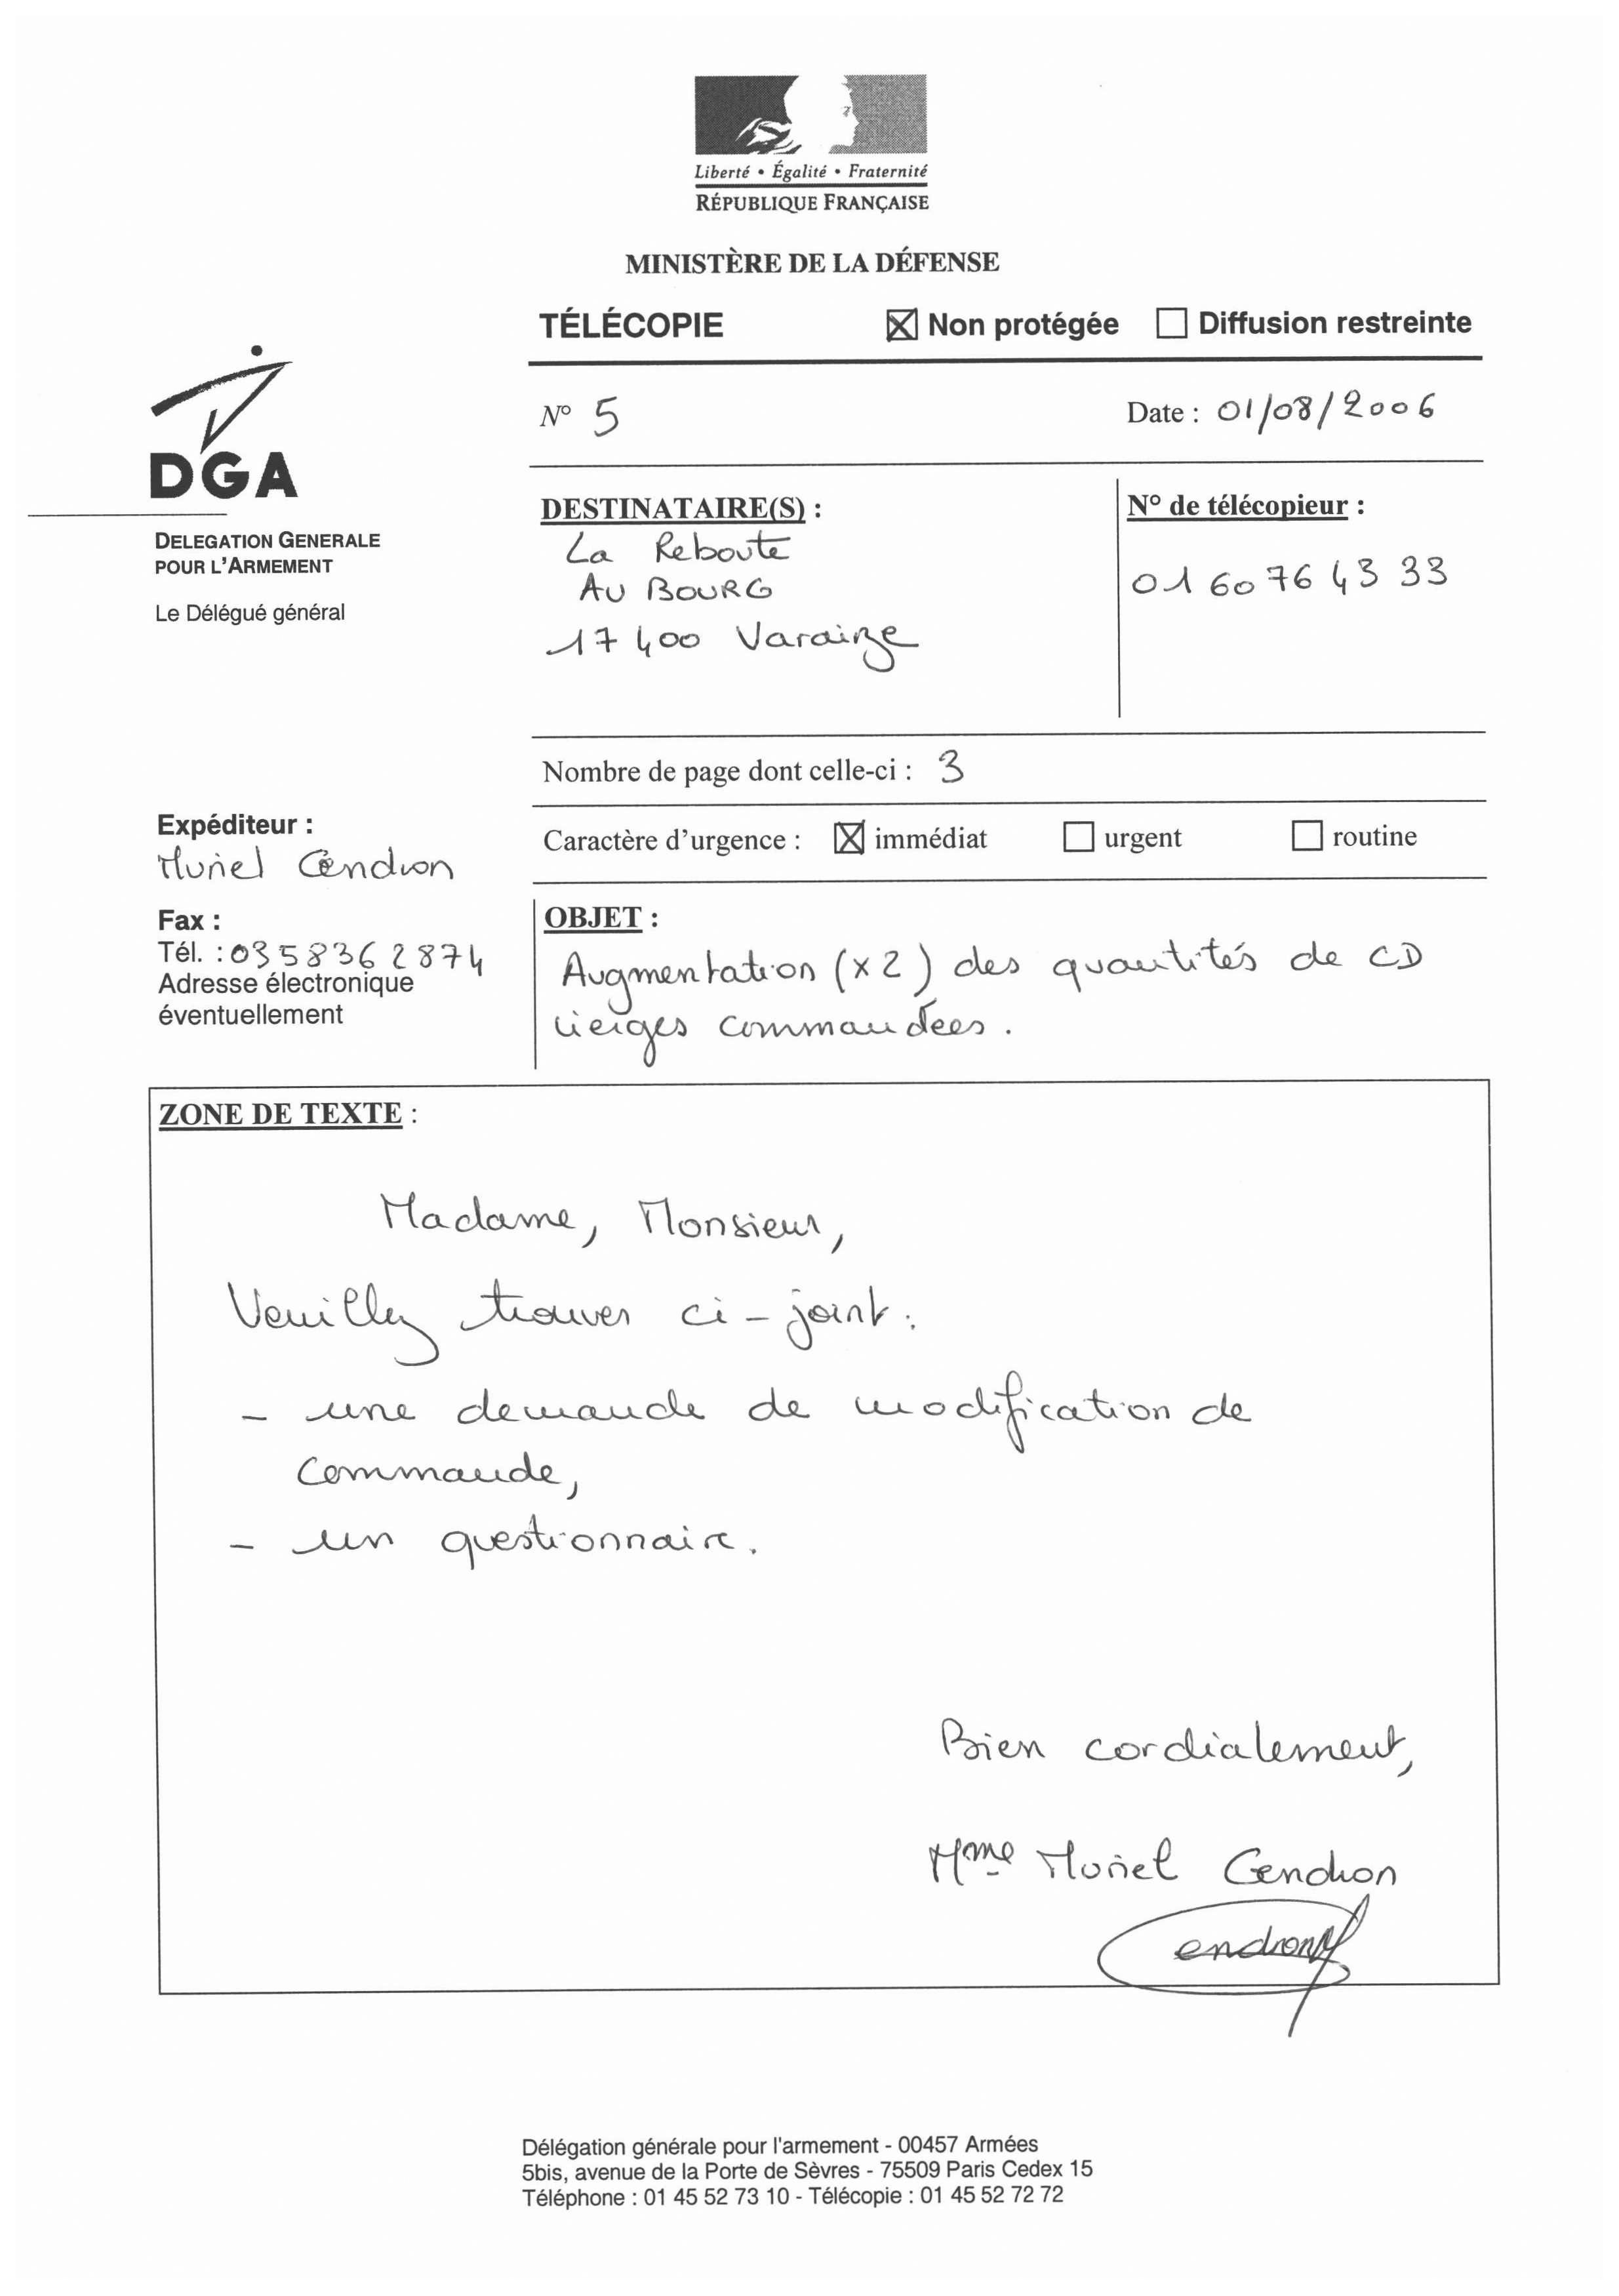 Liberté • Égalité • Fraternité
RÉPUBLIQUE FRANÇAISE
MINISTÈRE DE LA DÉFENSE
TÉLÉCOPIE Non protégée Diffusion restreinte
DGA
DELEGATION GENERALE
POUR L'ARMEMENT
Le Délégué général
N° 5 Date : 01/08/2006
DESTINATAIRE(S) :
La Reboute
AU BOURG
17400 Varaize
N° de télécopieur :
01 60 76 43 33
Nombre de page dont celle-ci : 3
Caractère d'urgence : immédiat urgent routine
Expéditeur :
Muriel Cendron
Fax :
Tél. : 0358362874
Adresse électronique
éventuellement
OBJET :
Augmentation (x2) des quantités de CD
vierges commandées.
ZONE DE TEXTE :
Madame, Monsieur,
Veuillez trouver ci-joint :
- une demande de modification de
commande,
- un questionnaire.
Bien cordialement,
Mme Muriel Cendron
endron
Délégation générale pour l'armement - 00457 Armées
5bis, avenue de la Porte de Sèvres - 75509 Paris Cedex 15
Téléphone : 01 45 52 73 10 - Télécopie : 01 45 52 72 72